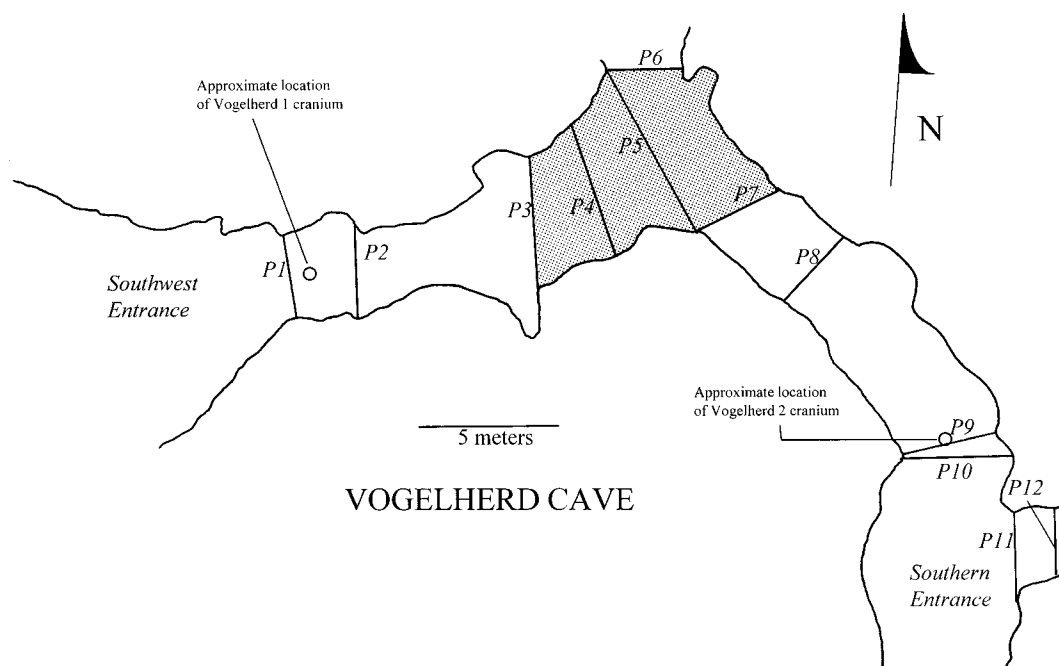 P6
Approximate location
of Vogelherd 1 cranium
N
P5
P7
P3
P4
P1
P2
P8
Southwest
Entrance
Approximate location
of Vogelherd 2 cranium
P9
5 meters
P10
VOGELHERD CAVE
P12
P11
Southern
Entrance